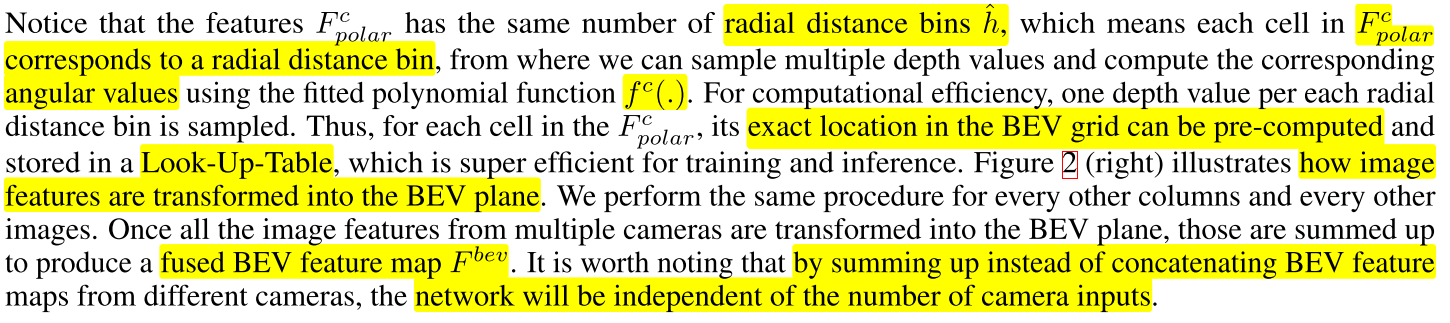 Notice that the features F^c_{polar} has the same number of radial distance bins ĥ, which means each cell in F^c_{polar}
corresponds to a radial distance bin, from where we can sample multiple depth values and compute the corresponding
angular values using the fitted polynomial function f^c(.). For computational efficiency, one depth value per each radial
distance bin is sampled. Thus, for each cell in the F^c_{polar}, its exact location in the BEV grid can be pre-computed and
stored in a Look-Up-Table, which is super efficient for training and inference. Figure 2 (right) illustrates how image
features are transformed into the BEV plane. We perform the same procedure for every other columns and every other
images. Once all the image features from multiple cameras are transformed into the BEV plane, those are summed up
to produce a fused BEV feature map F^{bev}. It is worth noting that by summing up instead of concatenating BEV feature
maps from different cameras, the network will be independent of the number of camera inputs.